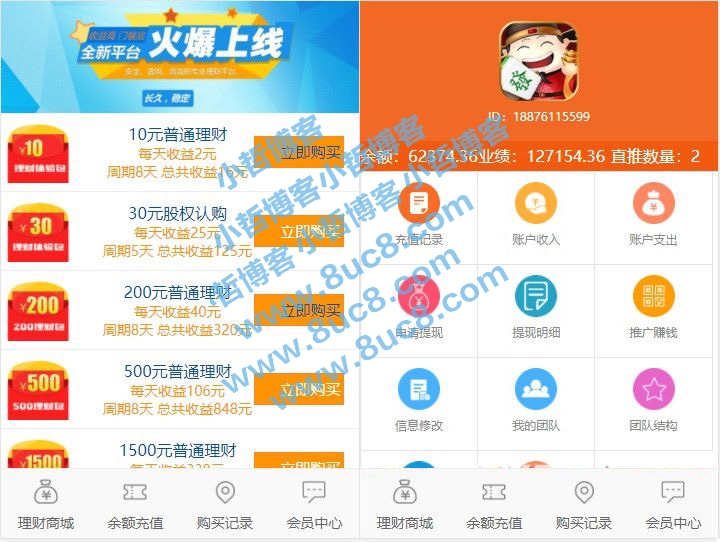 收益高 门槛底
全新平台
火爆上线
安全、透明、高效的专业理财平台
长久,稳定
¥10
理财体验包
10元普通理财
每天收益2元
周期8天 总共收益16元
立即购买
¥30
理财体验包
30元股权认购
每天收益25元
周期5天 总共收益125元
立即购买
¥200
200理财包
200元普通理财
每天收益40元
周期8天 总共收益320元
立即购买
¥500
500理财包
500元普通理财
每天收益106元
周期8天 总共收益848元
立即购买
¥1500
1500元普通理财
每天收益328元
立即购买
理财商城
余额充值
购买记录
会员中心
發
ID: 18876115599
余额：62374.36业绩：127154.36 直推数量：2
充值记录
账户收入
账户支出
申请提现
提现明细
推广赚钱
信息修改
我的团队
团队结构
理财商城
余额充值
购买记录
会员中心
小哲博客小哲博客
小哲博客小哲博客
www.8uc8.com
www.8uc8.com